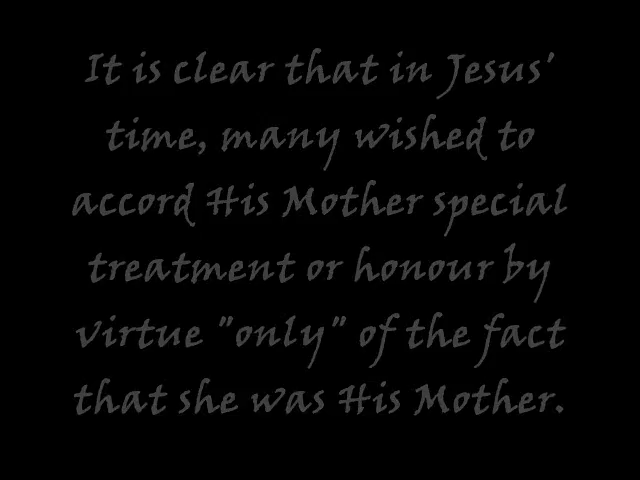 It is clear that in Jesus'
time, many wished to
accord His Mother special
treatment or honour by
virtue "only" of the fact
that she was His Mother.